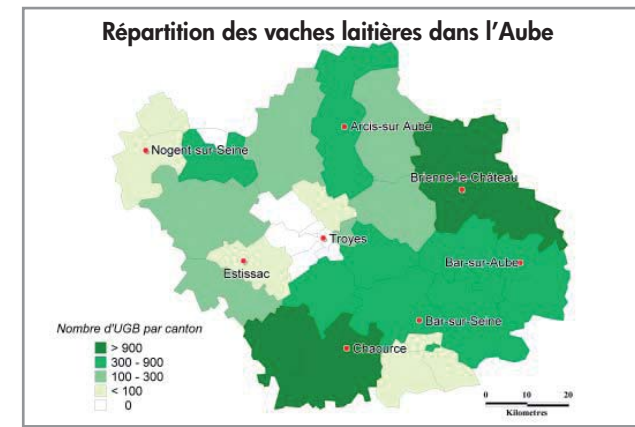 Répartition des vaches laitières dans l'Aube
Arcis-sur Aube
Nogent-sur-Seine
Brienne-le-Château
Troyes
Estissac
Bar-sur-Aube
Bar-sur-Seine
Chaource
Nombre d'UGB par canton
> 900
300 - 900
100 - 300
< 100
0
0 10 20
Kilometres